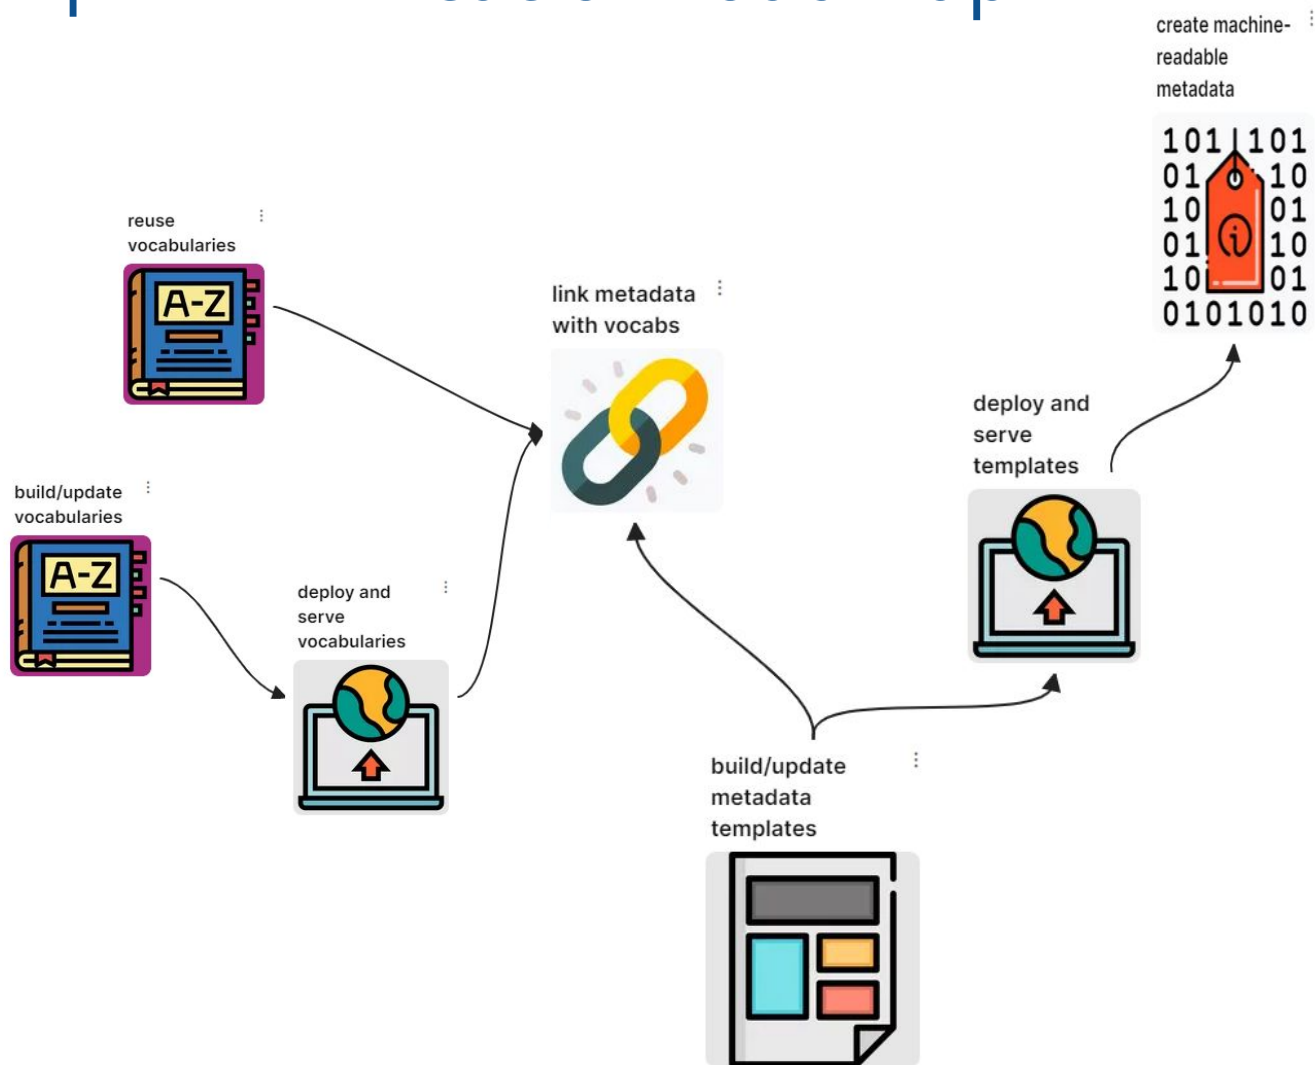 create machine-
readable
metadata
101 101
01 10
10 01
01 i 10
10 01
0101010
reuse
vocabularies
A-Z
link metadata
with vocabs
deploy and
serve
templates
build/update
vocabularies
A-Z
deploy and
serve
vocabularies
build/update
metadata
templates